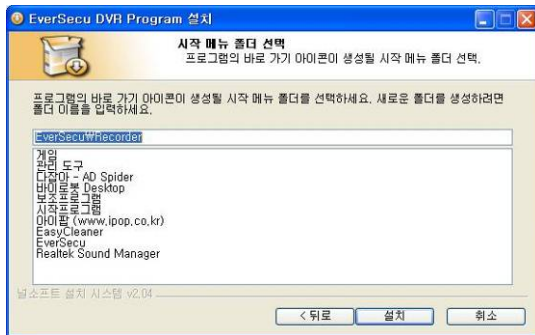 EverSecu DVR Program 설치
시작 메뉴 폴더 선택
프로그램의 바로 가기 아이콘이 생성될 시작 메뉴 폴더 선택.
프로그램의 바로 가기 아이콘이 생성될 시작 메뉴 폴더를 선택하세요. 새로운 폴더를 생성하려면
폴더 이름을 입력하세요.
EverSecu₩Recorder
게임
관리 도구
다잡아 - AD Spider
바이로봇 Desktop
보조프로그램
시작프로그램
아이팝 (www.ipop.co.kr)
EasyCleaner
EverSecu
Realtek Sound Manager
널소프트 설치 시스템 v2.04
< 뒤로
설치
취소